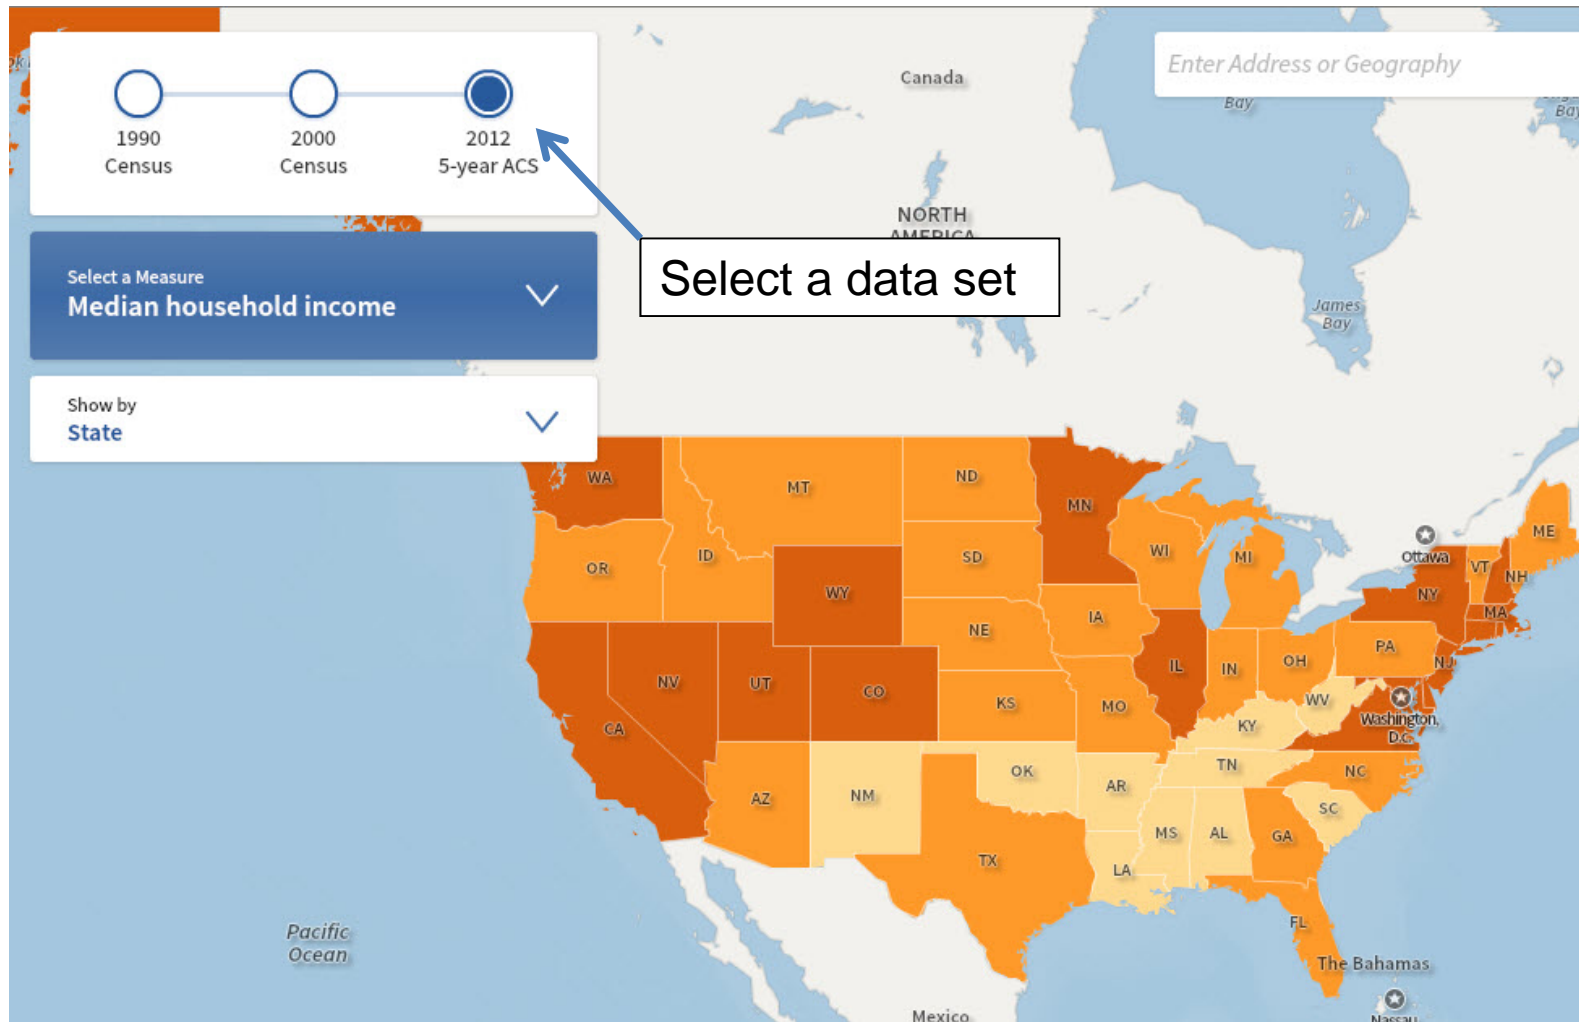 1990
Census
2000
Census
2012
5-year ACS
Enter Address or Geography
Select a data set
Select a Measure
Median household income
Show by
State
Canada
Bay
Bay
NORTH
AMERICA
James
Bay
WA
MT
ND
MN
OR
ID
SD
WI
MI
Ottawa
VT
ME
NH
WY
NY
MA
NE
IA
PA
NJ
NV
UT
CO
KS
MO
IL
IN
OH
WV
KY
Washington,
D.C.
CA
AZ
NM
OK
AR
TN
NC
SC
MS
AL
GA
TX
LA
FL
Pacific
Ocean
The Bahamas
Mexico
Nassau